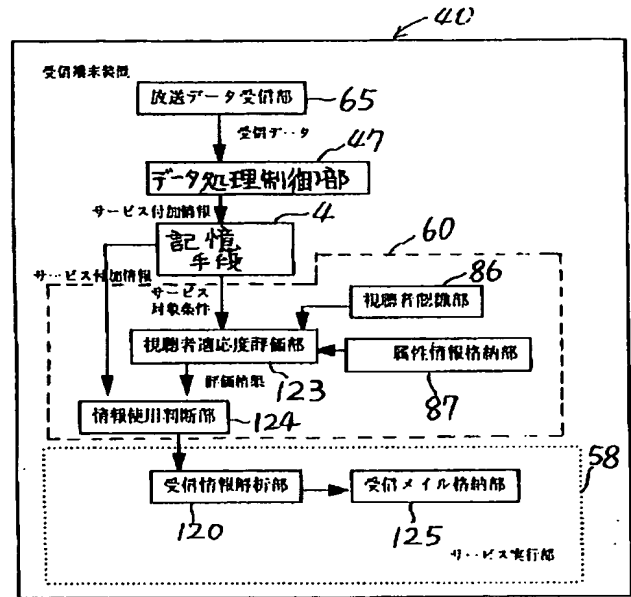 40
受信端末装置
放送データ受信部
65
受信データ
47
データ処理制御部
サービス付加情報
4
記憶
手段
60
サービス付加情報
サービス
対象条件
86
視聴者認識部
視聴者適応度評価部
属性情報格納部
123
87
評価結果
情報使用判断部
124
58
受信情報解析部
受信メイル格納部
120
125
サービス実行部